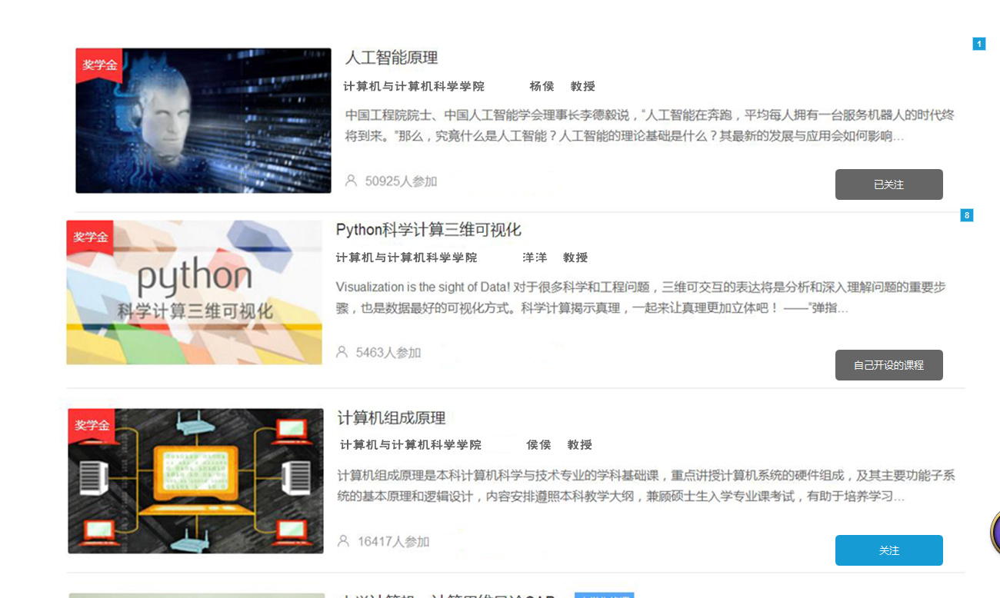 1
奖学金
人工智能原理
计算机与计算机科学学院 杨侯 教授
中国工程院院士、中国人工智能学会理事长李德毅说，“人工智能在奔跑，平均每人拥有一台服务机器人的时代终
将到来。”那么，究竟什么是人工智能？人工智能的理论基础是什么？其最新的发展与应用会如何影响...
50925人参加
已关注
8
奖学金
python
科学计算三维可视化
Python科学计算三维可视化
计算机与计算机科学学院 洋洋 教授
Visualization is the sight of Data! 对于很多科学和工程问题，三维可交互的表达将是分析和深入理解问题的重要步
骤，也是数据最好的可视化方式。科学计算揭示真理，一起来让真理更加立体吧！ ——“弹指...
5463人参加
自己开设的课程
奖学金
计算机组成原理
计算机与计算机科学学院 侯侯 教授
计算机组成原理是本科计算机科学与技术专业的学科基础课，重点讲授计算机系统的硬件组成，及其主要功能子系
统的基本原理和逻辑设计，内容安排遵照本科教学大纲，兼顾硕士生入学专业课考试，有助于培养学习...
16417人参加
关注